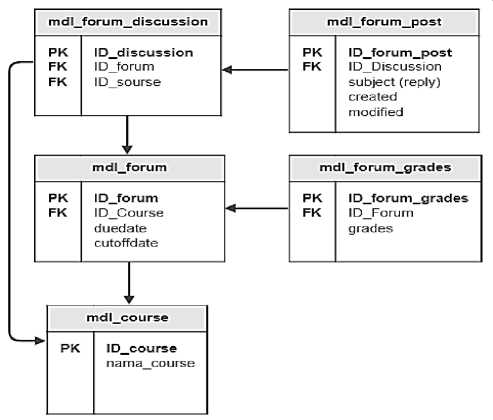 mdl_forum_discussion
PK ID_discussion
FK ID_forum
FK ID_sourse
mdl_forum_post
PK ID_forum_post
FK ID_Discussion
subject (reply)
created
modified
mdl_forum
PK ID_forum
FK ID_Course
duedate
cutoffdate
mdl_forum_grades
PK ID_forum_grades
FK ID_Forum
grades
mdl_course
PK ID_course
nama_course